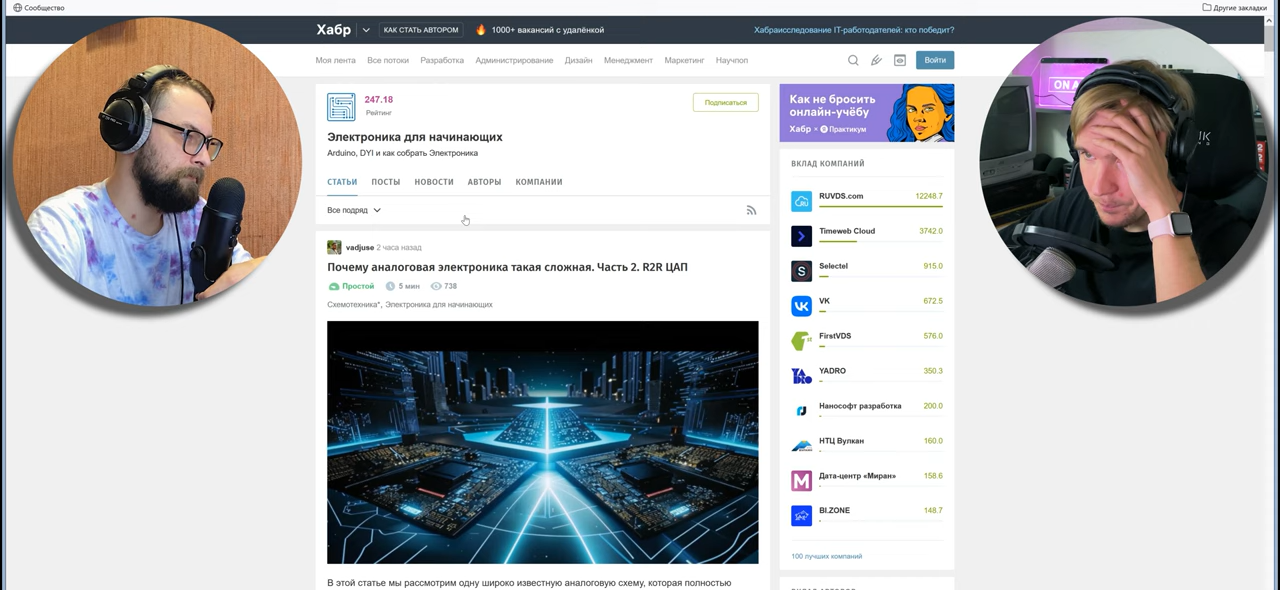 Сообщество
Другие закладки
Хабр
КАК СТАТЬ АВТОРОМ
1000+ вакансий с удалёнкой
Хабраисследование IT-работодателей: кто победит?
Моя лента
Все потоки
Разработка
Администрирование
Дизайн
Менеджмент
Маркетинг
Научпоп
Войти
247.18
Рейтинг
Подписаться
Электроника для начинающих
Arduino, DYI и как собрать Электроника
СТАТЬИ
ПОСТЫ
НОВОСТИ
АВТОРЫ
КОМПАНИИ
Все подряд
vadjuse 2 часа назад
Почему аналоговая электроника такая сложная. Часть 2. R2R ЦАП
Простой
5 мин
738
Схемотехника*, Электроника для начинающих
В этой статье мы рассмотрим одну широко известную аналоговую схему, которая полностью
Как не бросить
онлайн-учёбу
Хабр × Практикум
ВКЛАД КОМПАНИЙ
RUVDS.com 12248.7
Timeweb Cloud 3742.0
Selectel 915.0
VK 672.5
FirstVDS 576.0
YADRO 350.3
Нанософт разработка 200.0
НТЦ Вулкан 160.0
Дата-центр «Миран» 158.6
BI.ZONE 148.7
100 лучших компаний
ON A